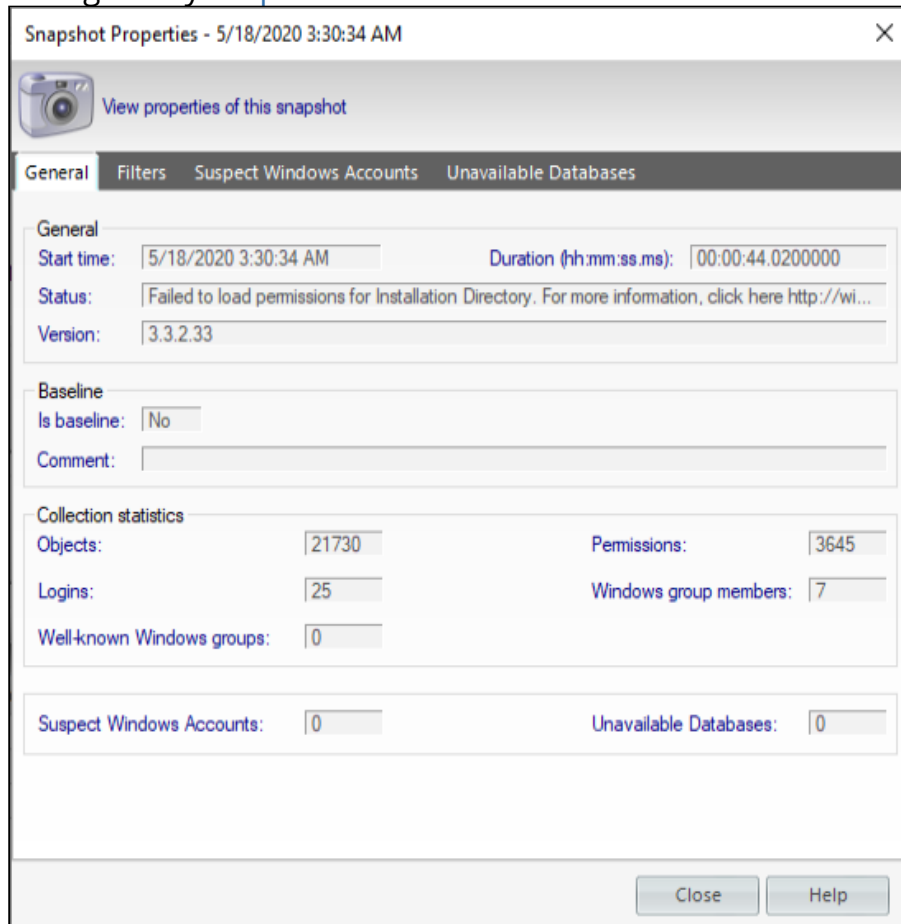 Snapshot Properties - 5/18/2020 3:30:34 AM
View properties of this snapshot
General Filters Suspect Windows Accounts Unavailable Databases
General
Start time: 5/18/2020 3:30:34 AM Duration (hh:mm:ss.ms): 00:00:44.0200000
Status: Failed to load permissions for Installation Directory. For more information, click here http://wi...
Version: 3.3.2.33
Baseline
Is baseline: No
Comment:
Collection statistics
Objects: 21730 Permissions: 3645
Logins: 25 Windows group members: 7
Well-known Windows groups: 0
Suspect Windows Accounts: 0 Unavailable Databases: 0
Close Help